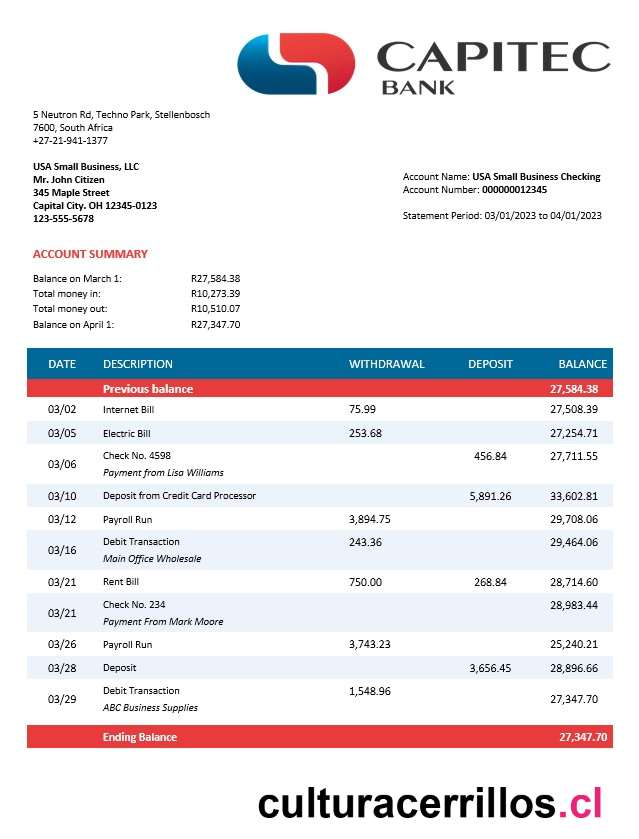 CAPITEC
BANK
5 Neutron Rd, Techno Park, Stellenbosch
7600, South Africa
+27-21-941-1377
USA Small Business, LLC
Mr. John Citizen
345 Maple Street
Capital City. OH 12345-0123
123-555-5678
Account Name: USA Small Business Checking
Account Number: 000000012345
Statement Period: 03/01/2023 to 04/01/2023
ACCOUNT SUMMARY
Balance on March 1: R27,584.38
Total money in: R10,273.39
Total money out: R10,510.07
Balance on April 1: R27,347.70
DATE DESCRIPTION WITHDRAWAL DEPOSIT BALANCE
Previous balance 27,584.38
03/02 Internet Bill 75.99 27,508.39
03/05 Electric Bill 253.68 27,254.71
03/06 Check No. 4598 456.84 27,711.55
Payment from Lisa Williams
03/10 Deposit from Credit Card Processor 5,891.26 33,602.81
03/12 Payroll Run 3,894.75 29,708.06
03/16 Debit Transaction 243.36 29,464.06
Main Office Wholesale
03/21 Rent Bill 750.00 268.84 28,714.60
03/21 Check No. 234 28,983.44
Payment From Mark Moore
03/26 Payroll Run 3,743.23 25,240.21
03/28 Deposit 3,656.45 28,896.66
03/29 Debit Transaction 1,548.96 27,347.70
ABC Business Supplies
Ending Balance 27,347.70
culturacerrillos.cl